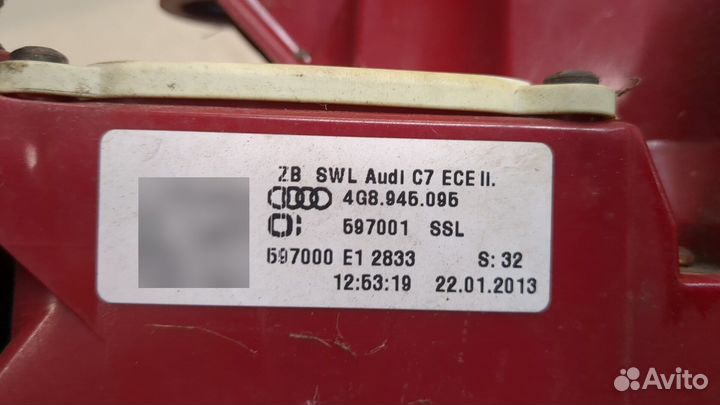 ZB SWL Audi C7 ECE li.
4G8.945.095
597001 SSL
597000 E1 2833 S: 32
12:53:19 22.01.2013
Avito